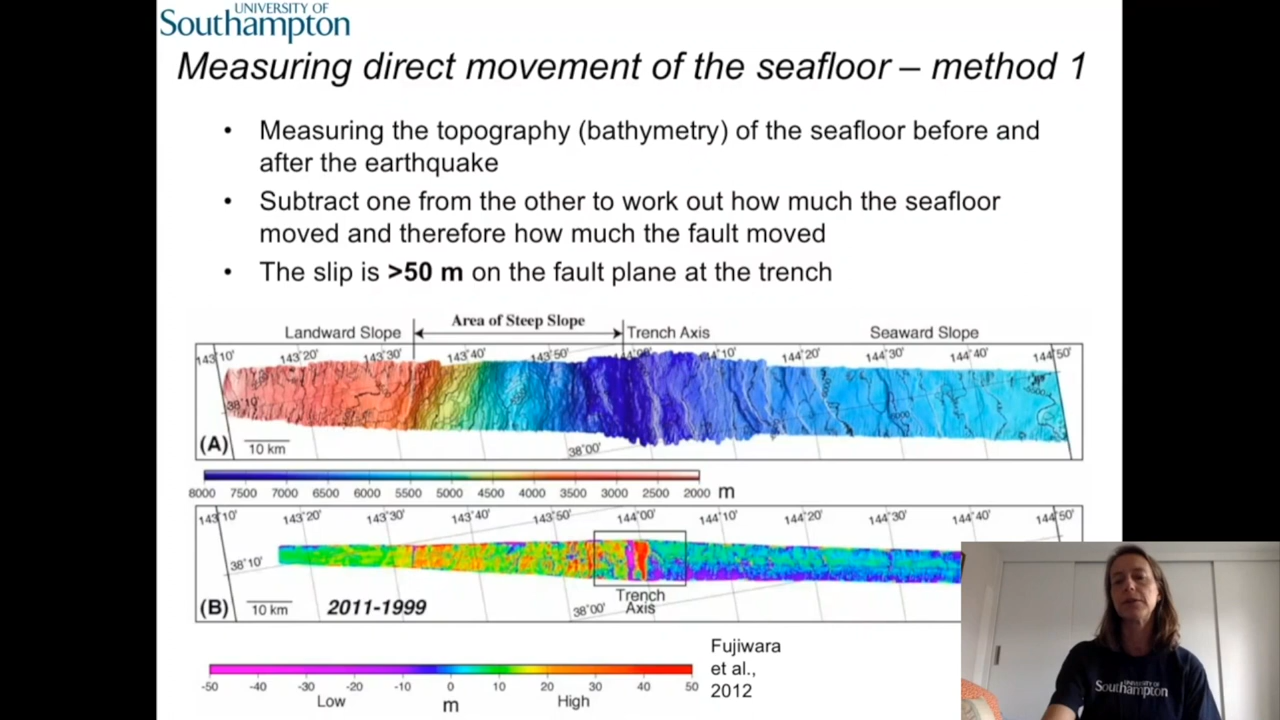 UNIVERSITY OF
Southampton
Measuring direct movement of the seafloor – method 1
• Measuring the topography (bathymetry) of the seafloor before and
after the earthquake
• Subtract one from the other to work out how much the seafloor
moved and therefore how much the fault moved
• The slip is >50 m on the fault plane at the trench
Landward Slope Area of Steep Slope Trench Axis Seaward Slope
143˚10' 143˚20' 143˚30' 143˚40' 143˚50' 144˚00' 144˚10' 144˚20' 144˚30' 144˚40' 144˚50'
38˚10'
(A) 10 km 38˚00'
8000 7500 7000 6500 6000 5500 5000 4500 4000 3500 3000 2500 2000 m
143˚10' 143˚20' 143˚30' 143˚40' 143˚50' 144˚00' 144˚10' 144˚20' 144˚30' 144˚40' 144˚50'
38˚10'
Trench
(B) 10 km 2011-1999 38˚00' Axis
-50 -40 -30 -20 -10 0 10 20 30 40 50
Low m High
Fujiwara
et al.,
2012
UNIVERSITY OF
Southampton